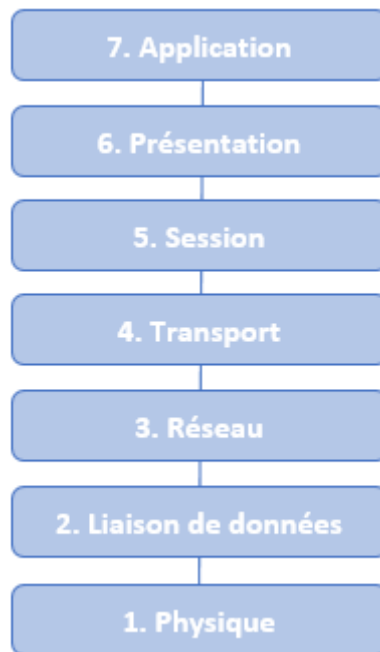 7. Application
6. Présentation
5. Session
4. Transport
3. Réseau
2. Liaison de données
1. Physique